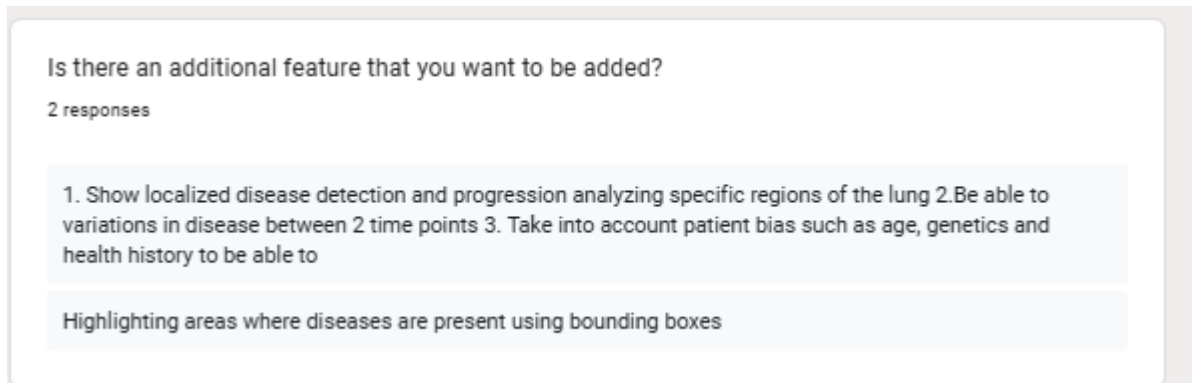 Is there an additional feature that you want to be added?
2 responses
1. Show localized disease detection and progression analyzing specific regions of the lung 2.Be able to
variations in disease between 2 time points 3. Take into account patient bias such as age, genetics and
health history to be able to
Highlighting areas where diseases are present using bounding boxes